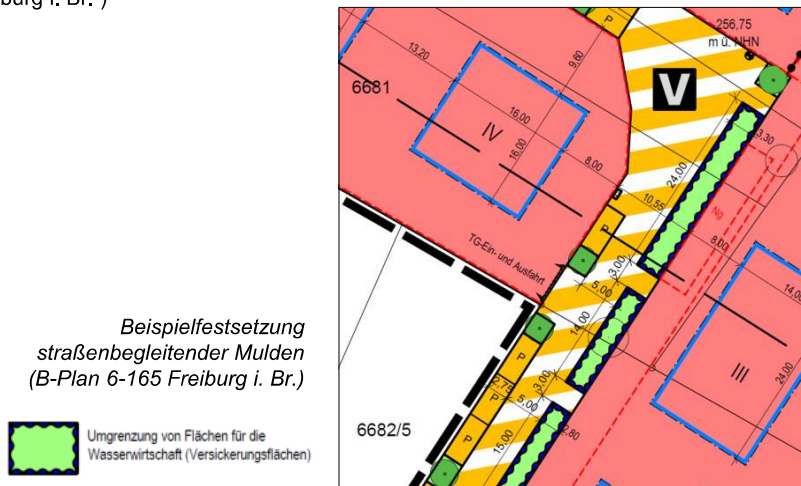 burg i. Br. )
P
256,75
m ü. NHN
13,20
9,60
V
6681
16,00
IV
16,00
8,00
24,00
3,30
10,55
Ng
8,00
TG-Ein- und Ausfahrt
P
3,00
5,00
14,00
14,00
24,00
III
Beispielfestsetzung
straßenbegleitender Mulden
(B-Plan 6-165 Freiburg i. Br.)
P
2,75
P
3,00
5,00
2,80
6682/5
P
15,00
Umgrenzung von Flächen für die
Wasserwirtschaft (Versickerungsflächen)